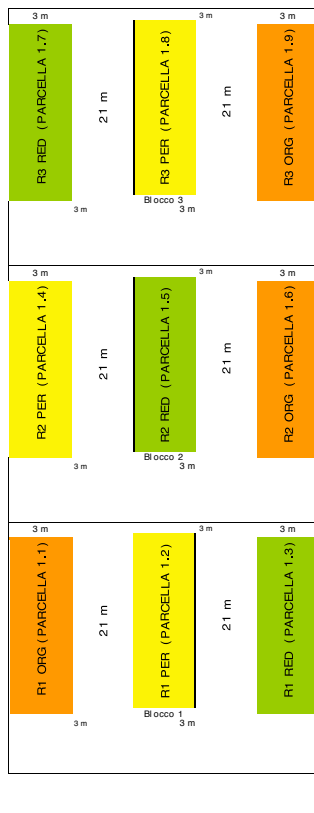 3 m
3 m
3 m
R3 RED (PARCELLA 1.7)
21 m
R3 PER (PARCELLA 1.8)
21 m
R3 ORG (PARCELLA 1.9)
Blocco 3
3 m
3 m
3 m
3 m
3 m
R2 PER (PARCELLA 1.4)
21 m
R2 RED (PARCELLA 1.5)
21 m
R2 ORG (PARCELLA 1.6)
Blocco 2
3 m
3 m
3 m
3 m
3 m
R1 ORG (PARCELLA 1.1)
21 m
R1 PER (PARCELLA 1.2)
21 m
R1 RED (PARCELLA 1.3)
Blocco 1
3 m
3 m